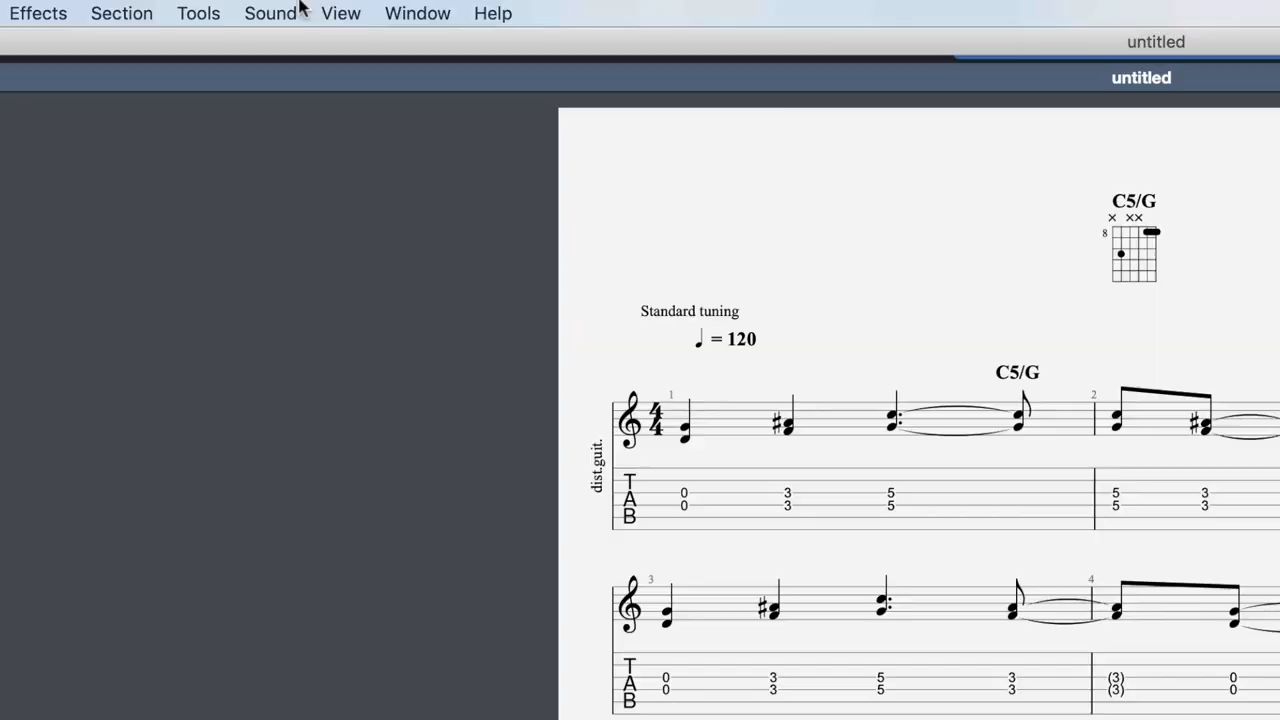 Effects Section Tools Sound View Window Help
untitled
untitled
C5/G
× ××
8
Standard tuning
= 120
C5/G
1 2
4
4
dist.guit.
T
A
B
0 3 5 5 3
0 3 5 5 3
3 4
T
A
B
0 3 5 3 (3) 0
0 3 5 3 (3) 0